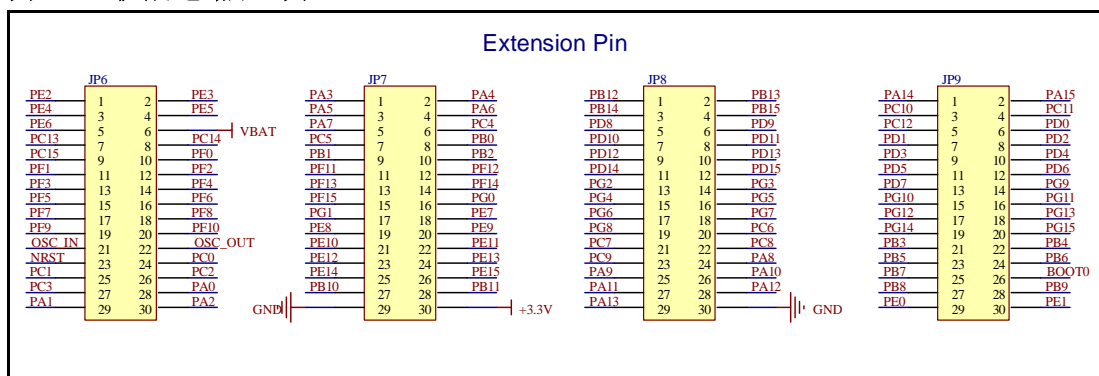 Extension Pin
JP6 JP7 JP8 JP9
PE2 1 2 PE3 PA3 1 2 PA4 PB12 1 2 PB13 PA14 1 2 PA15
PE4 3 4 PE5 PA5 3 4 PA6 PB14 3 4 PB15 PC10 3 4 PC11
PE6 5 6 VBAT PA7 5 6 PC4 PD8 5 6 PD9 PC12 5 6 PD0
PC13 7 8 PC14 PC5 7 8 PB0 PD10 7 8 PD11 PD1 7 8 PD2
PC15 9 10 PF0 PB1 9 10 PB2 PD12 9 10 PD13 PD3 9 10 PD4
PF1 11 12 PF2 PF11 11 12 PF12 PD14 11 12 PD15 PD5 11 12 PD6
PF3 13 14 PF4 PF13 13 14 PF14 PG2 13 14 PG3 PD7 13 14 PG9
PF5 15 16 PF6 PF15 15 16 PG0 PG4 15 16 PG5 PG10 15 16 PG11
PF7 17 18 PF8 PG1 17 18 PE7 PG6 17 18 PG7 PG12 17 18 PG13
PF9 19 20 PF10 PE8 19 20 PE9 PG8 19 20 PC6 PG14 19 20 PG15
OSC_IN 21 22 OSC_OUT PE10 21 22 PE11 PC7 21 22 PC8 PB3 21 22 PB4
NRST 23 24 PC0 PE12 23 24 PE13 PC9 23 24 PA8 PB5 23 24 PB6
PC1 25 26 PC2 PE14 25 26 PE15 PA9 25 26 PA10 PB7 25 26 BOOT0
PC3 27 28 PA0 PB10 27 28 PB11 PA11 27 28 PA12 PB8 27 28 PB9
PA1 29 30 PA2 GND 29 30 +3.3V PA13 29 30 GND PE0 29 30 PE1